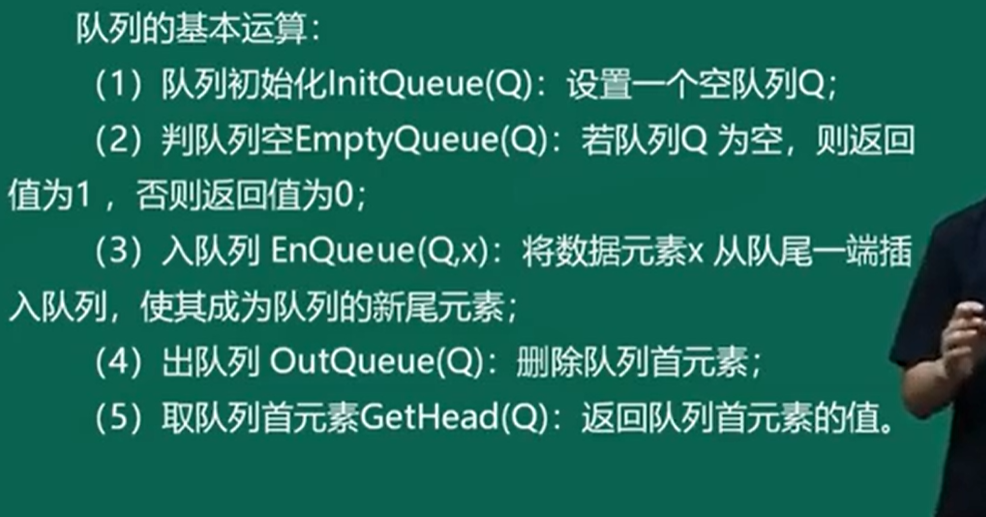 队列的基本运算：
（1）队列初始化InitQueue(Q)：设置一个空队列Q；
（2）判队列空EmptyQueue(Q)：若队列Q 为空，则返回
值为1 ，否则返回值为0；
（3）入队列 EnQueue(Q,x)：将数据元素x 从队尾一端插
入队列，使其成为队列的新尾元素；
（4）出队列 OutQueue(Q)：删除队列首元素；
（5）取队列首元素GetHead(Q)：返回队列首元素的值。